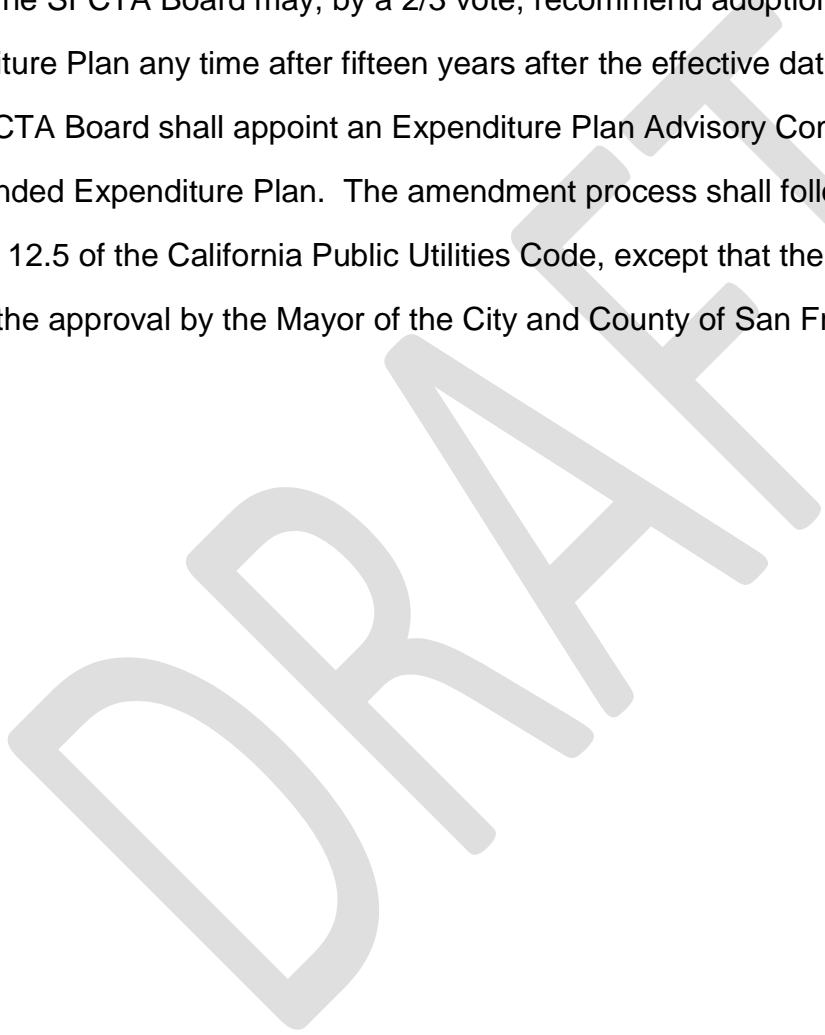 he SFCTA Board may, by a 2/3 vote, recommend adoption
iture Plan any time after fifteen years after the effective dat
CTA Board shall appoint an Expenditure Plan Advisory Co
nded Expenditure Plan. The amendment process shall foll
12.5 of the California Public Utilities Code, except that the
the approval by the Mayor of the City and County of San F
DRAFT